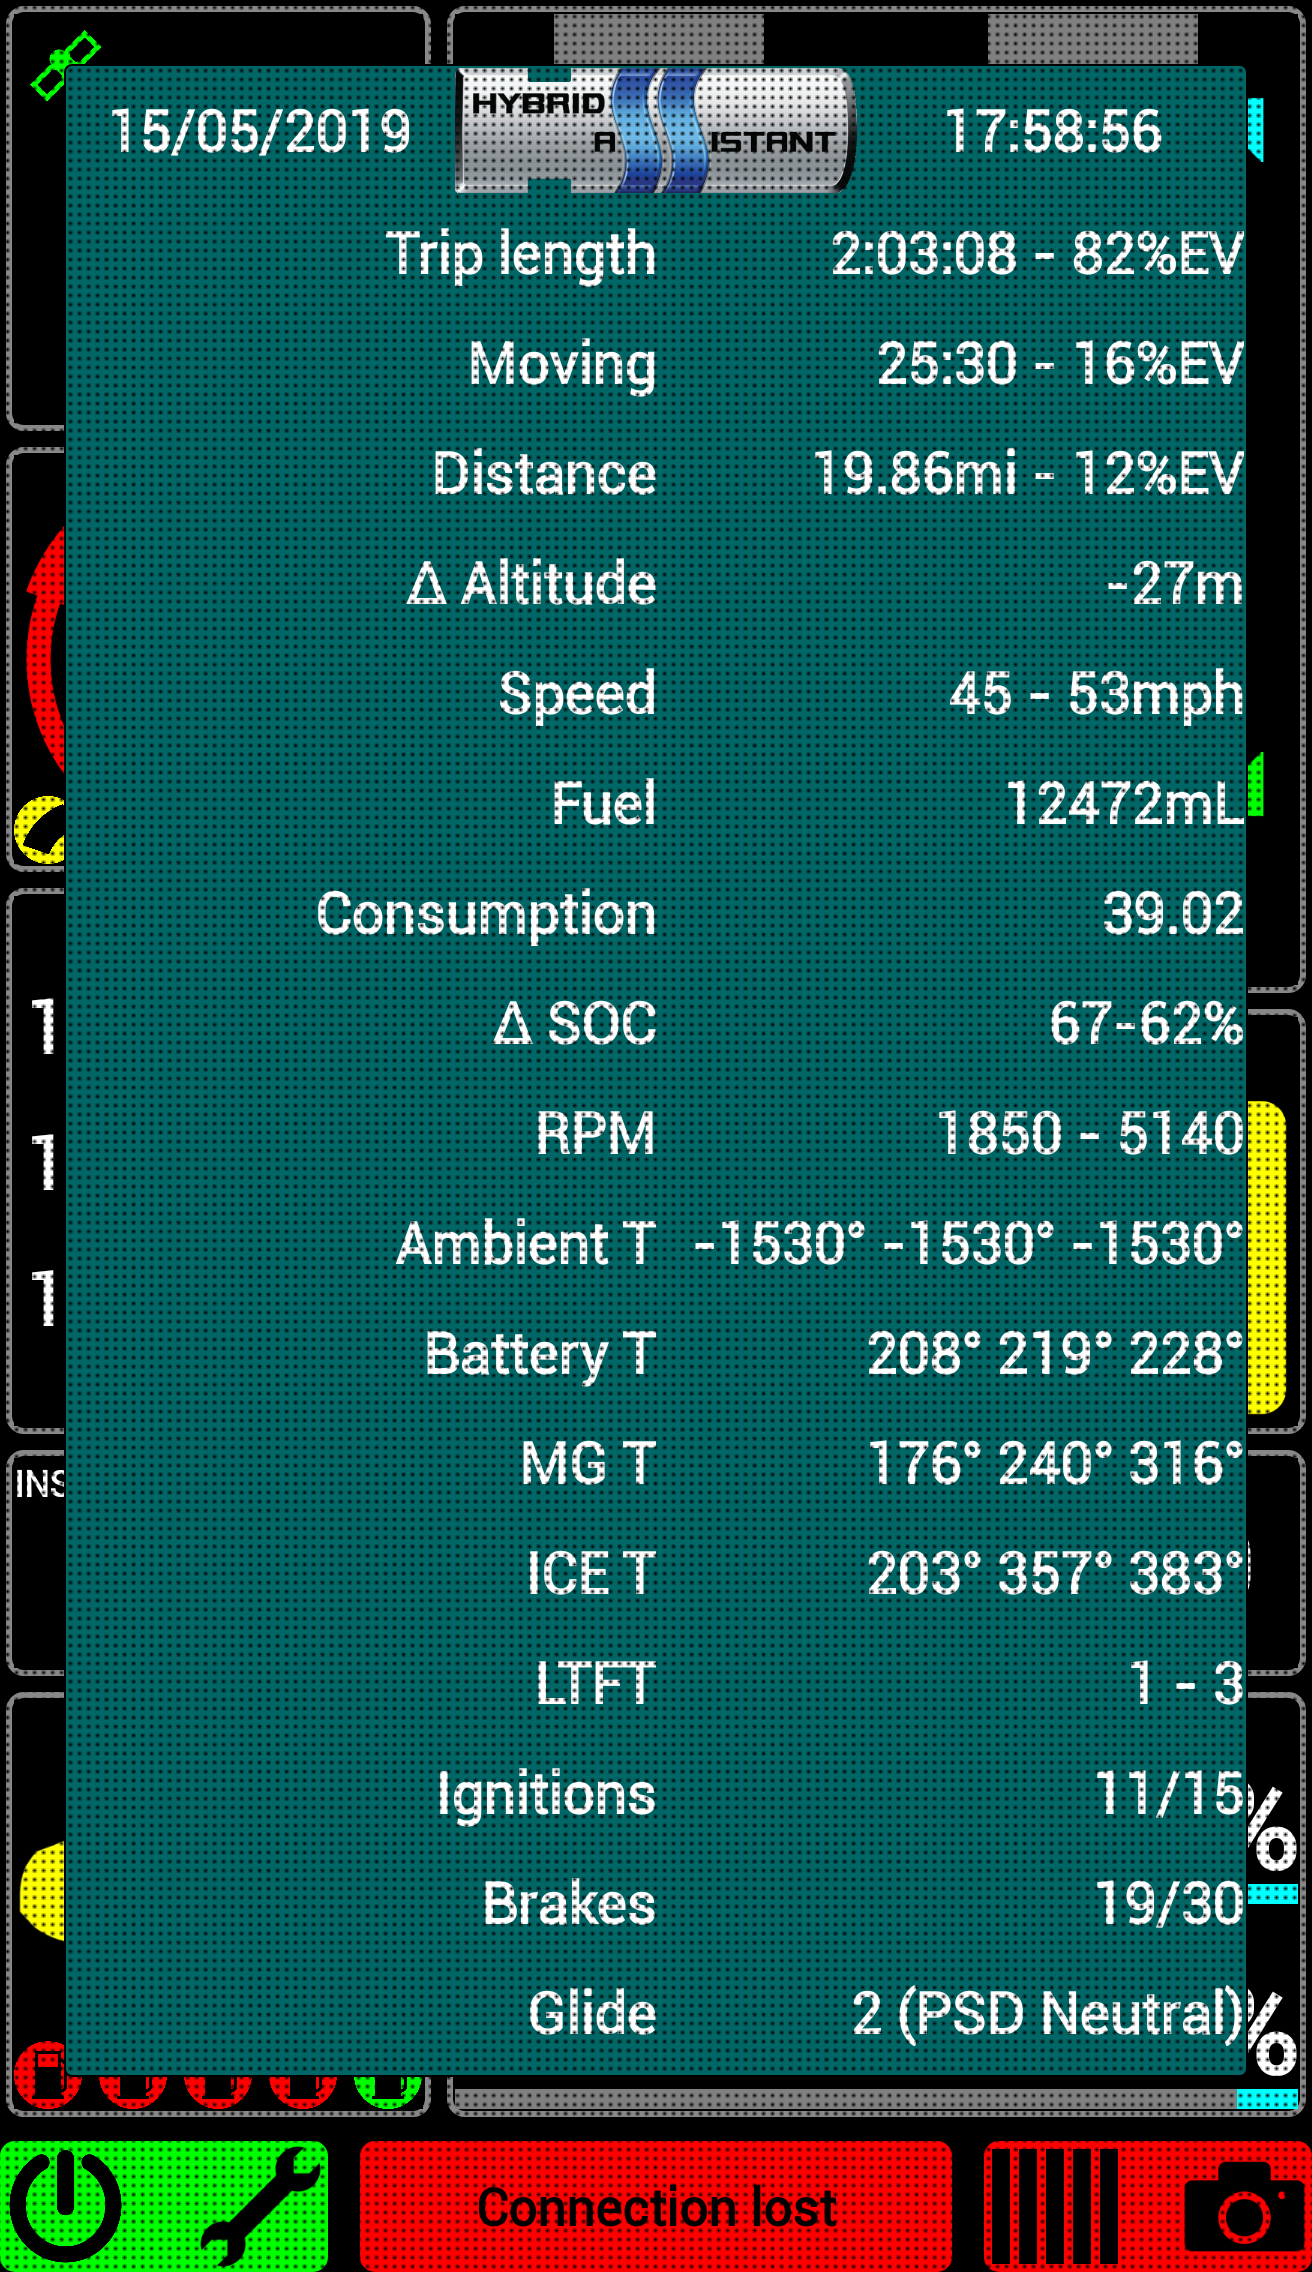 15/05/2019 HYBRID ASSISTANT 17:58:56
Trip length 2:03:08 - 82%EV
Moving 25:30 - 16%EV
Distance 19.86mi - 12%EV
Δ Altitude -27m
Speed 45 - 53mph
Fuel 12472mL
Consumption 39.02
Δ SOC 67-62%
1
RPM 1850 - 5140
1
Ambient T -1530° -1530° -1530°
1
Battery T 208° 219° 228°
MG T 176° 240° 316°
INS
ICE T 203° 357° 383°
LTFT 1 - 3
Ignitions 11/15
%
Brakes 19/30
Glide 2 (PSD Neutral)
%
Connection lost